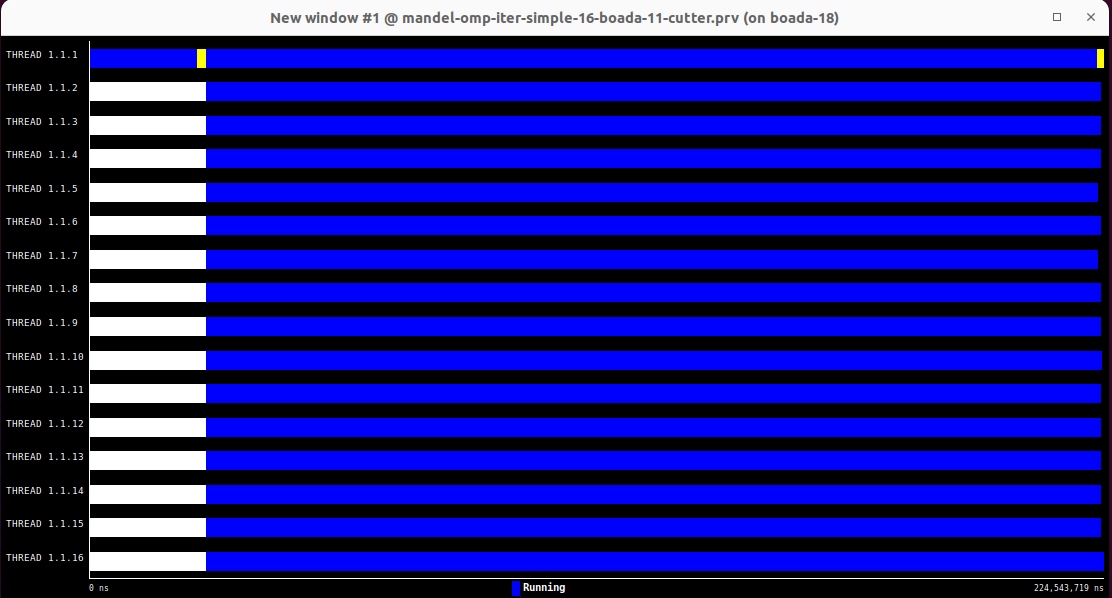 New window #1 @ mandel-omp-iter-simple-16-boada-11-cutter.prv (on boada-18)
THREAD 1.1.1
THREAD 1.1.2
THREAD 1.1.3
THREAD 1.1.4
THREAD 1.1.5
THREAD 1.1.6
THREAD 1.1.7
THREAD 1.1.8
THREAD 1.1.9
THREAD 1.1.10
THREAD 1.1.11
THREAD 1.1.12
THREAD 1.1.13
THREAD 1.1.14
THREAD 1.1.15
THREAD 1.1.16
0 ns Running 224,543,719 ns